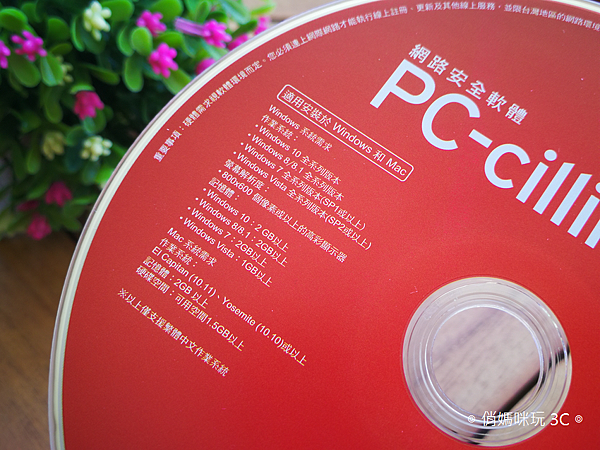 重要事項：硬體需求視軟體環境而定。您必須連上網際網路才能執行線上註冊、更新及其他線上服務，並限台灣地區的網路環境
網路安全軟體
PC-cilli
適用安裝於 Windows 和 Mac
Windows 系統需求
作業系統：
• Windows 10 全系列版本
• Windows 8/8.1 全系列版本
• Windows 7 全系列版本(SP1或以上)
• Windows Vista 全系列版本(SP2或以上)
螢幕解析度：
• 800x600 個像素或以上的高彩顯示器
記憶體：
• Windows 10：2 GB以上
• Windows 8/8.1：2GB以上
• Windows 7：2GB以上
• Windows Vista：1GB以上
Mac 系統需求
作業系統：
El Capitan (10.11)、Yosemite (10.10)或以上
記憶體：2GB 以上
硬碟空間：可用空間1.5GB以上
※以上僅支援繁體中文作業系統
俏媽咪玩 3C